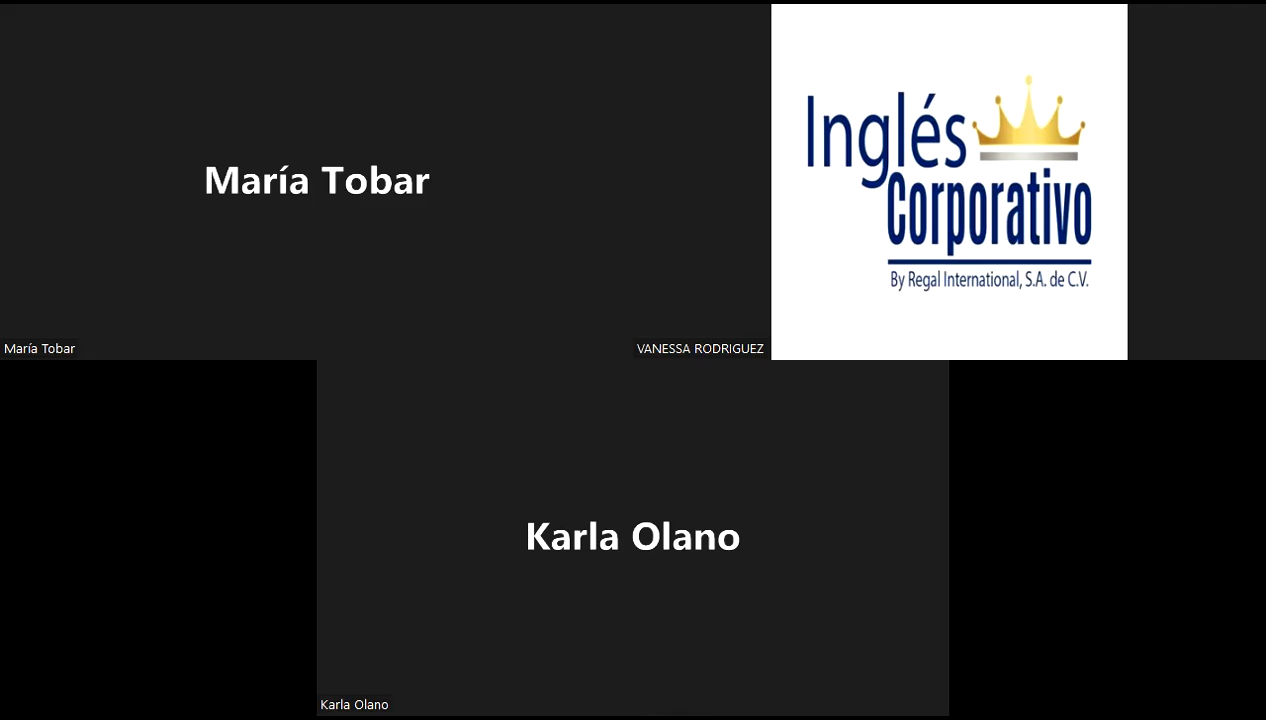 María Tobar
Inglés
Corporativo
By Regal International, S.A. de C.V.
María Tobar
VANESSA RODRIGUEZ
Karla Olano
Karla Olano